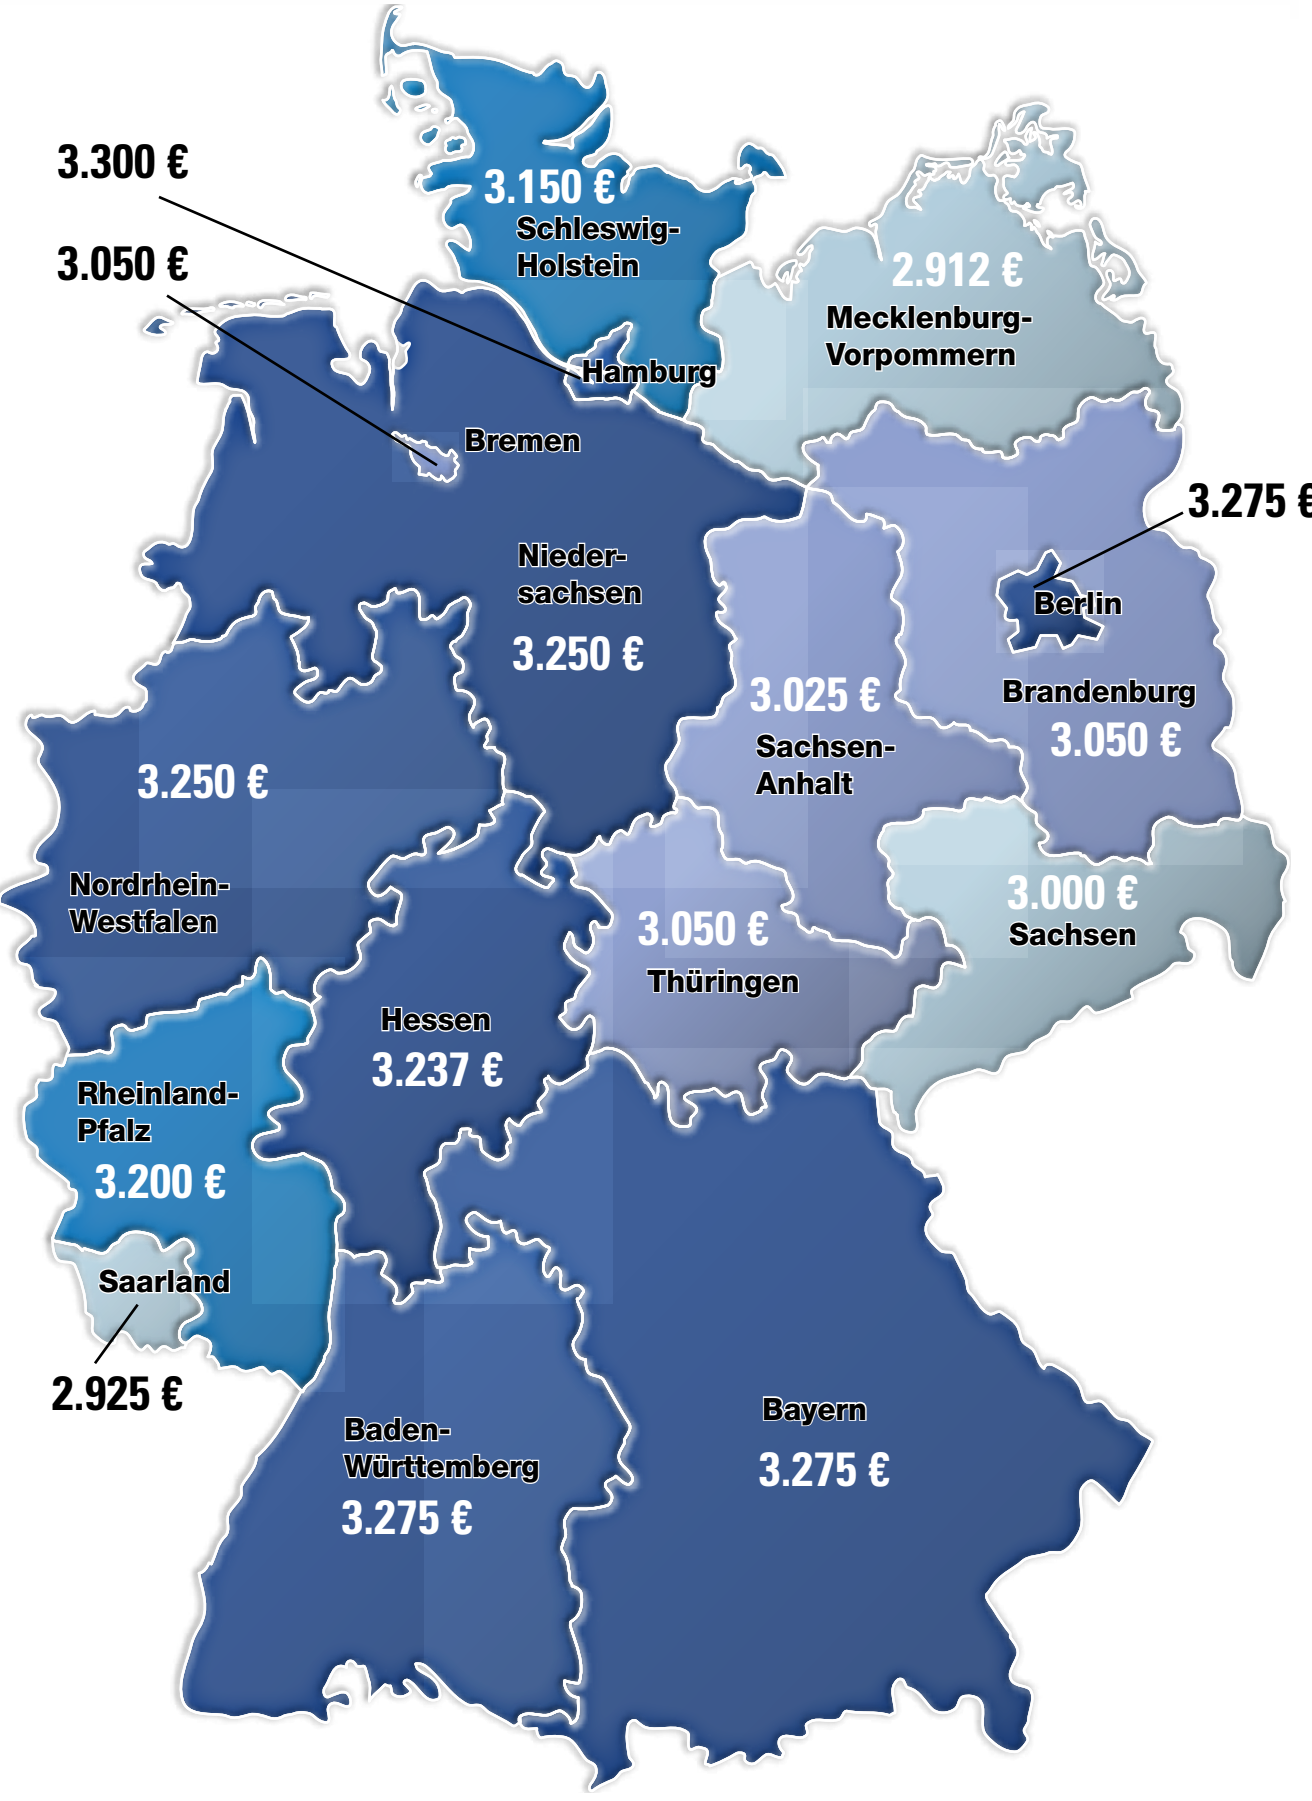 3.300 €
3.050 €
3.150 €
Schleswig-
Holstein
2.912 €
Mecklenburg-
Vorpommern
Hamburg
Bremen
3.275 €
Berlin
Nieder-
sachsen
3.250 €
3.025 €
Sachsen-
Anhalt
Brandenburg
3.050 €
3.250 €
Nordrhein-
Westfalen
3.000 €
Sachsen
3.050 €
Thüringen
Hessen
3.237 €
Rheinland-
Pfalz
3.200 €
Saarland
2.925 €
Baden-
Württemberg
3.275 €
Bayern
3.275 €